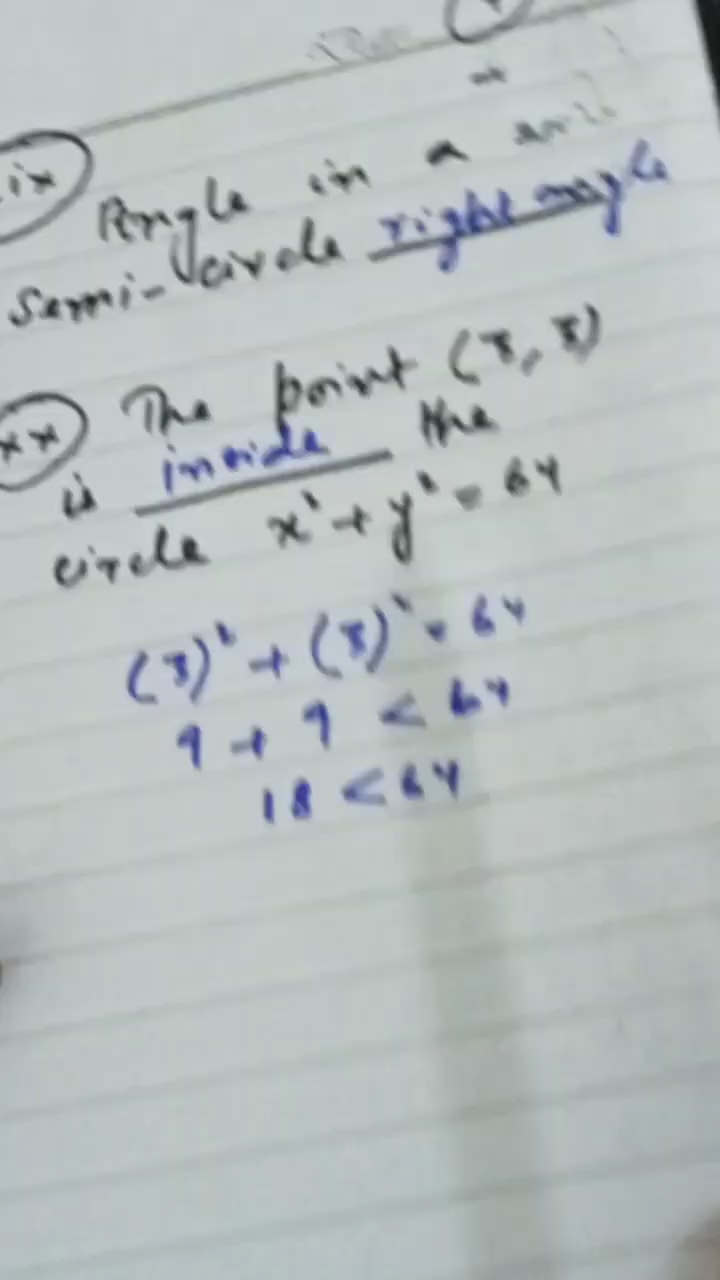 ix
Angle in a
semi-circle right angle
xx The point (3, 3)
is inside the
circle x² + y² = 64
(3)² + (3)² = 64
9 + 9 < 64
18 < 64